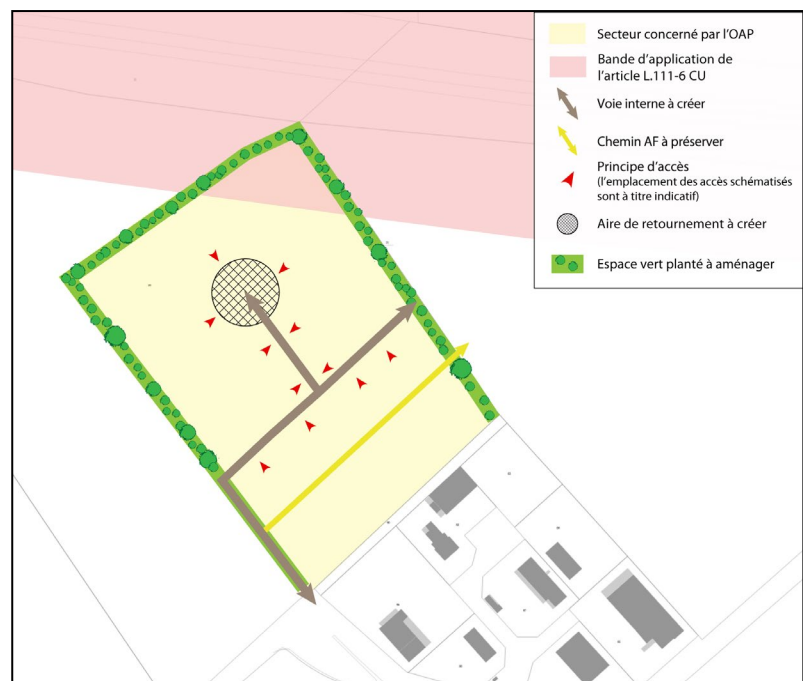 Secteur concerné par l'OAP
Bande d'application de
l'article L.111-6 CU
Voie interne à créer
Chemin AF à préserver
Principe d'accès
(l'emplacement des accès schématisés
sont à titre indicatif)
Aire de retournement à créer
Espace vert planté à aménager